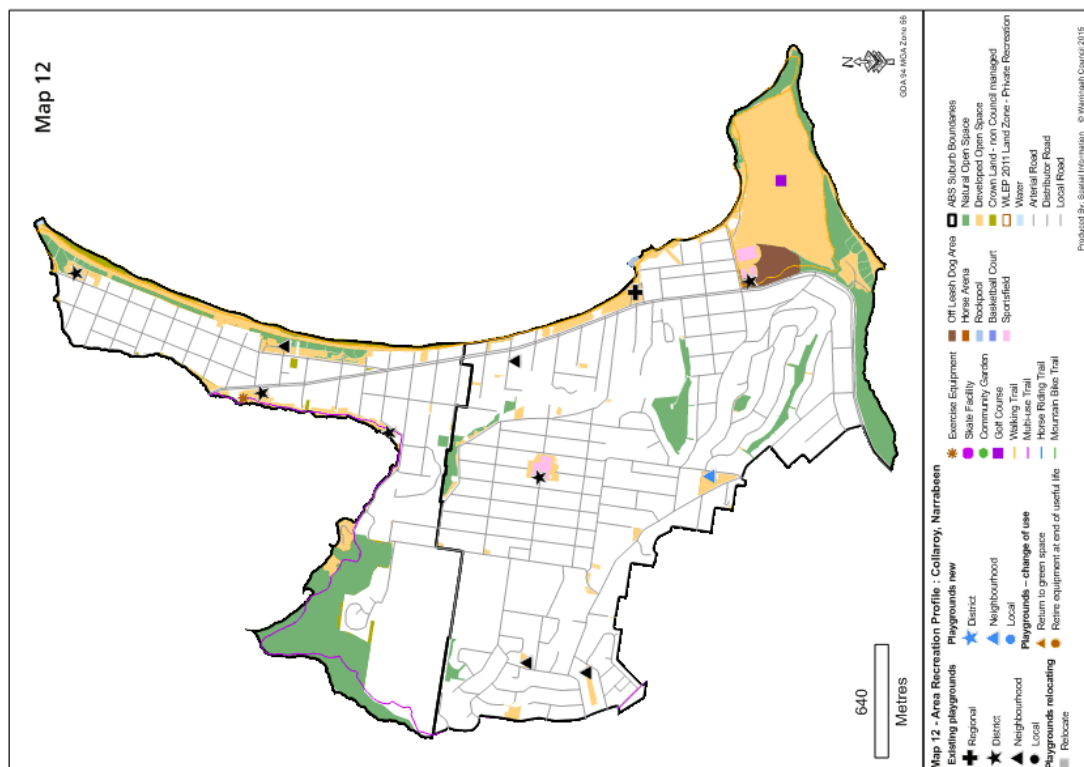 Map 12
N
GDA 94 MGA Zone 56
640
Metres
Map 12 - Area Recreation Profile : Collaroy, Narrabeen
Existing playgrounds
Regional
District
Neighbourhood
Local
Playgrounds relocating
Relocate
Playgrounds new
District
Neighbourhood
Local
Playgrounds – change of use
Return to green space
Retire equipment at end of useful life
Exercise Equipment
Skate Facility
Community Garden
Golf Course
Walking Trail
Multi-use Trail
Horse Riding Trail
Mountain Bike Trail
Off Leash Dog Area
Horse Arena
Rockpool
Basketball Court
Sportsfield
ABS Suburb Boundaries
Natural Open Space
Developed Open Space
Crown Land - non Council managed
WLEP 2011 Land Zone - Private Recreation
Water
Arterial Road
Distributor Road
Local Road
Produced By: Spatial Information © Warringah Council 2015